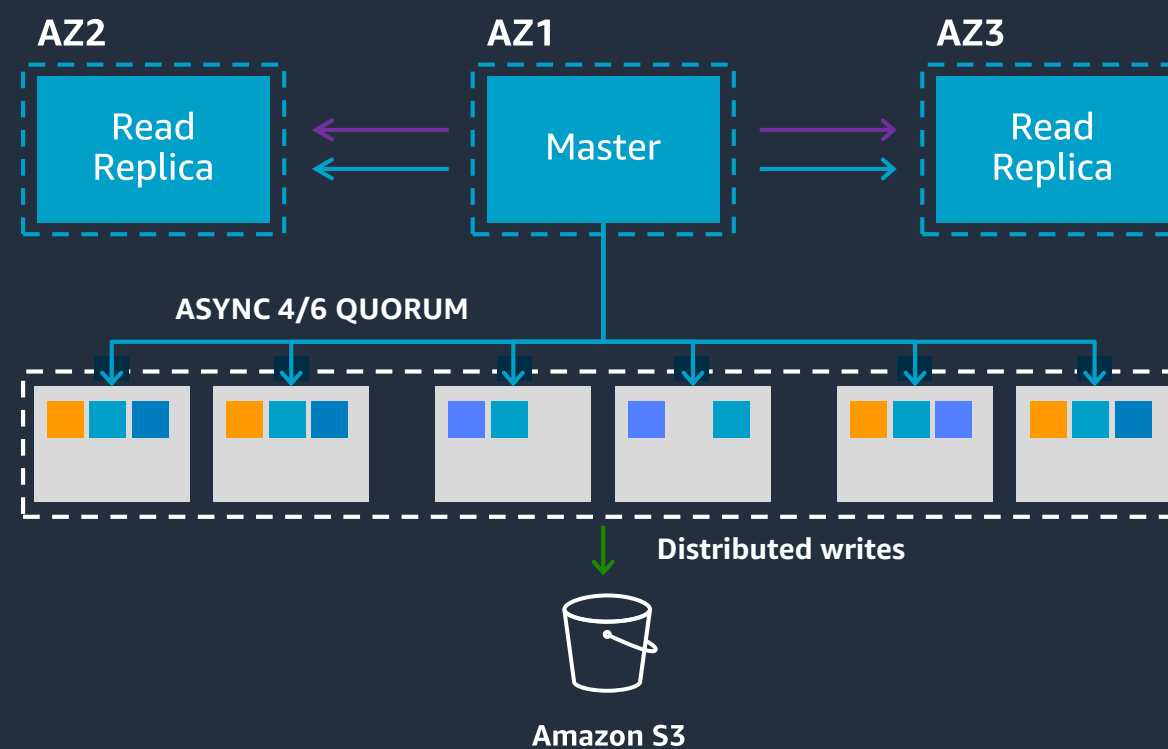 AZ2
AZ1
AZ3
Read
Replica
Master
Read
Replica
ASYNC 4/6 QUORUM
Distributed writes
Amazon S3